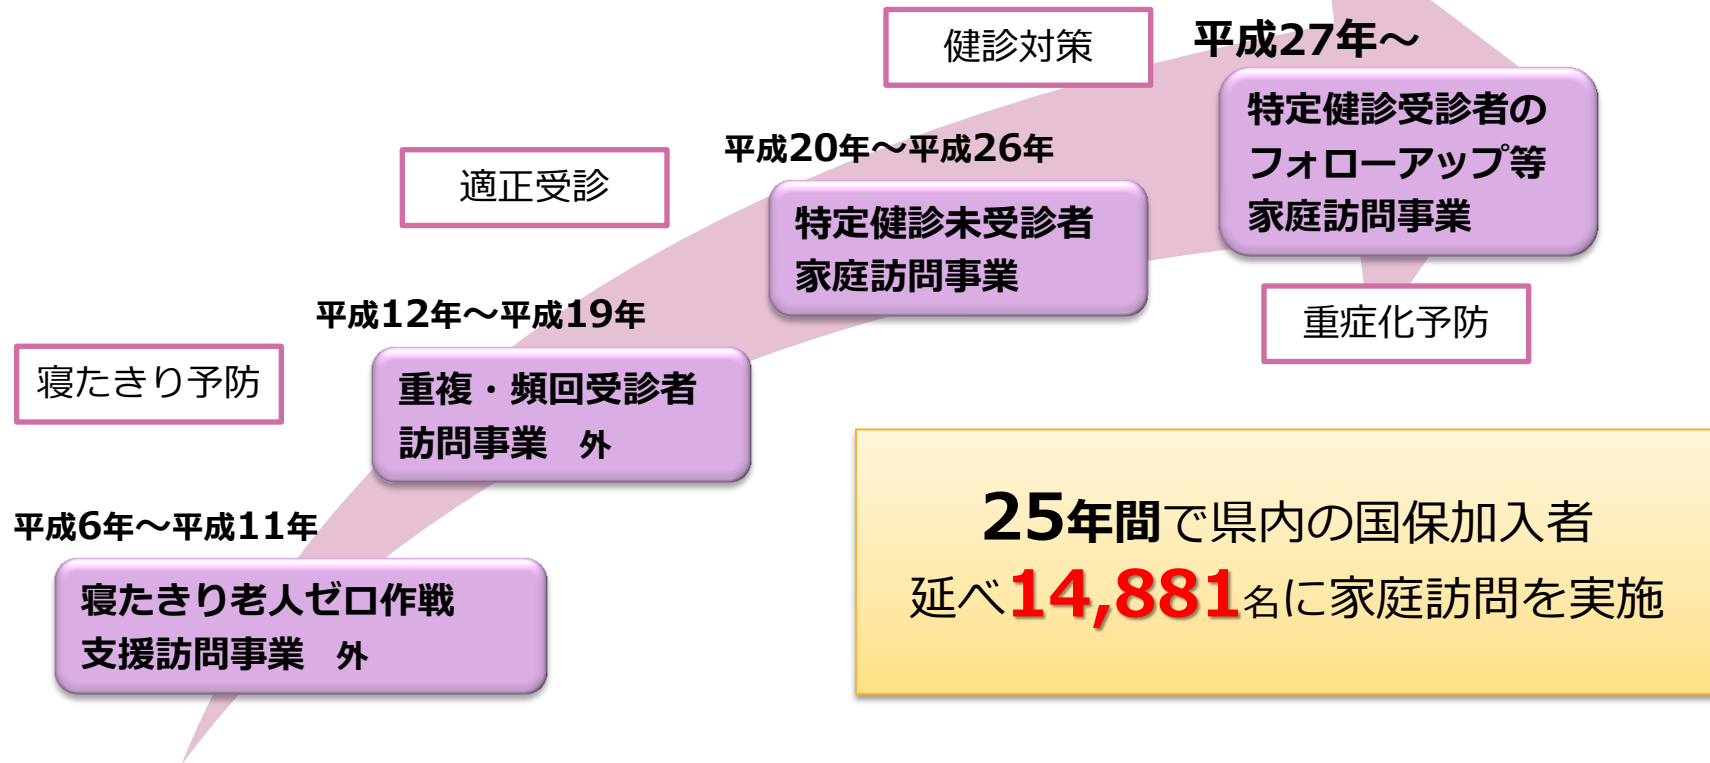 健診対策
平成27年～
特定健診受診者の
フォローアップ等
家庭訪問事業
重症化予防
平成20年～平成26年
特定健診未受診者
家庭訪問事業
適正受診
平成12年～平成19年
重複・頻回受診者
訪問事業　外
寝たきり予防
平成6年～平成11年
寝たきり老人ゼロ作戦
支援訪問事業　外
25年間で県内の国保加入者
延べ14,881名に家庭訪問を実施